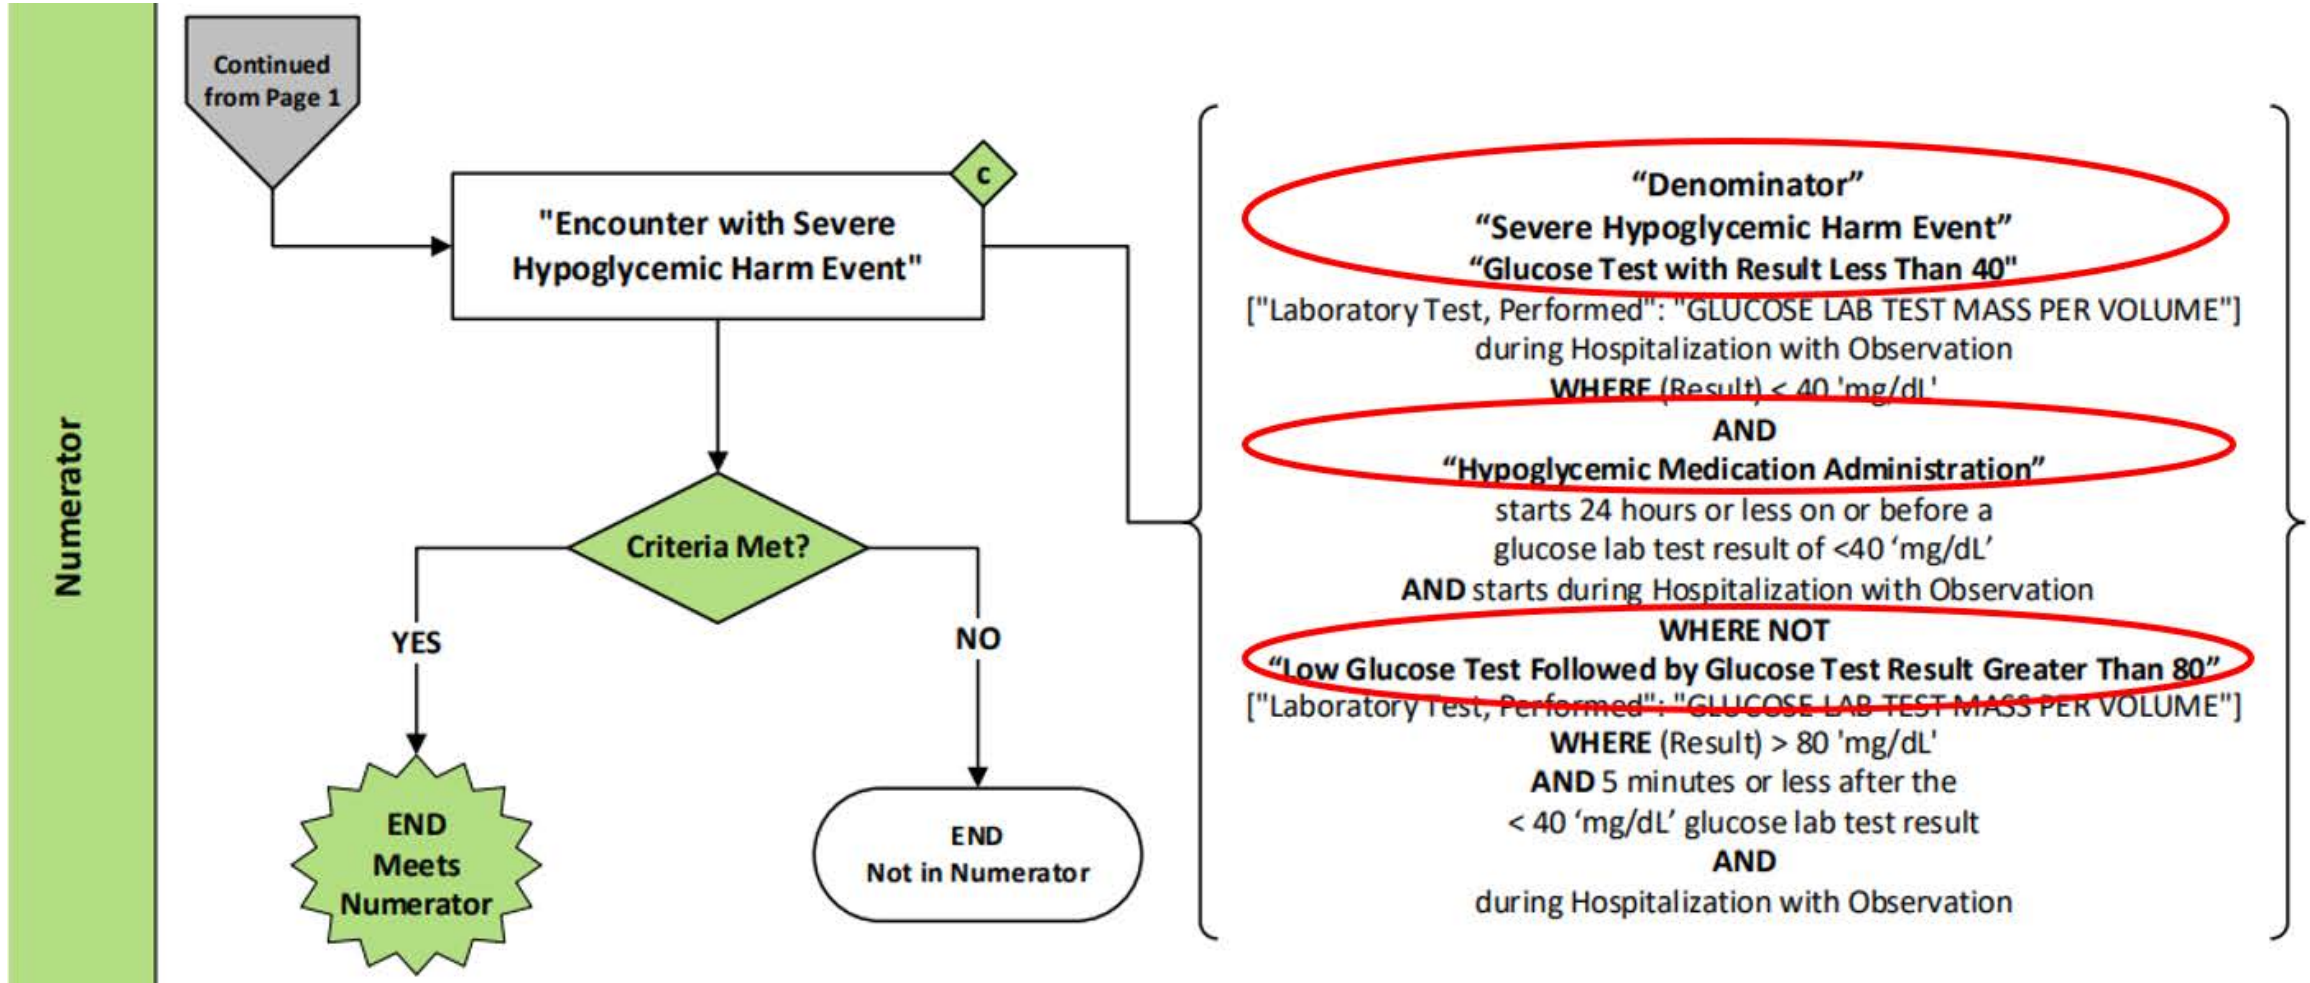 Numerator
Continued
from Page 1
c
"Encounter with Severe
Hypoglycemic Harm Event"
Criteria Met?
YES
NO
END
Meets
Numerator
END
Not in Numerator
“Denominator”
“Severe Hypoglycemic Harm Event”
“Glucose Test with Result Less Than 40"
["Laboratory Test, Performed": "GLUCOSE LAB TEST MASS PER VOLUME"]
during Hospitalization with Observation
WHERE (Result) < 40 'mg/dL'
AND
“Hypoglycemic Medication Administration”
starts 24 hours or less on or before a
glucose lab test result of <40 ‘mg/dL’
AND starts during Hospitalization with Observation
WHERE NOT
“Low Glucose Test Followed by Glucose Test Result Greater Than 80”
["Laboratory Test, Performed": "GLUCOSE LAB TEST MASS PER VOLUME"]
WHERE (Result) > 80 'mg/dL'
AND 5 minutes or less after the
< 40 ‘mg/dL’ glucose lab test result
AND
during Hospitalization with Observation